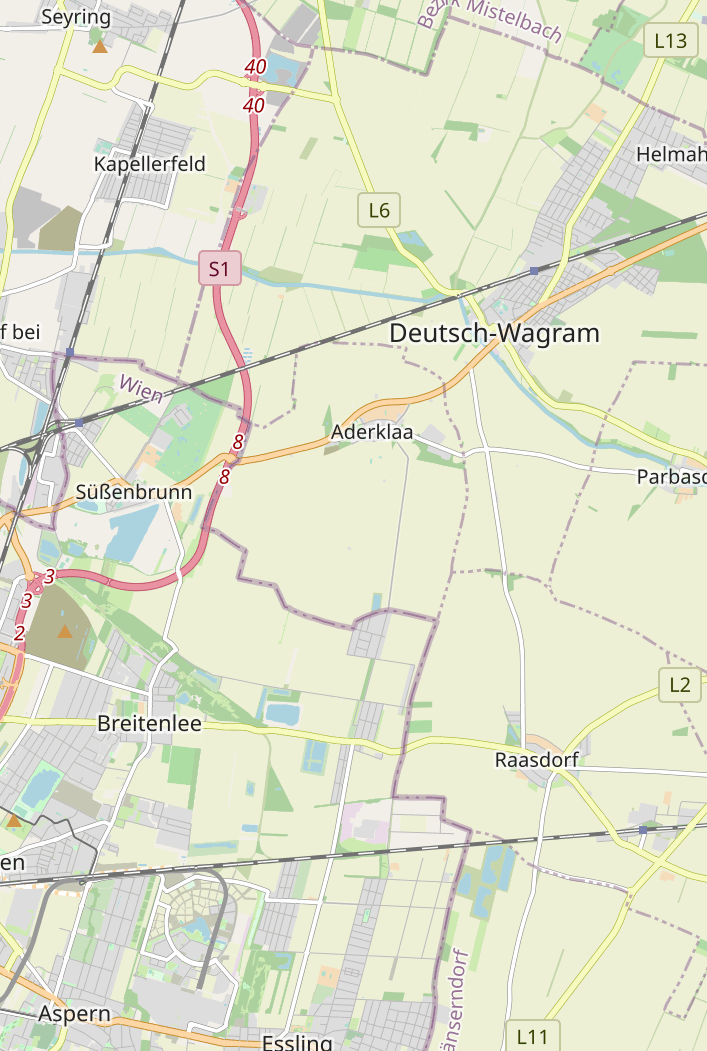 Seyring
Bezirk Mistelbach
L13
40
40
Kapellerfeld
Helmah
L6
S1
f bei
Deutsch-Wagram
Wien
Aderklaa
8
8
Parbasd
Süßenbrunn
3
3
2
L2
Breitenlee
Raasdorf
en
änserndorf
Aspern
L11
Essling